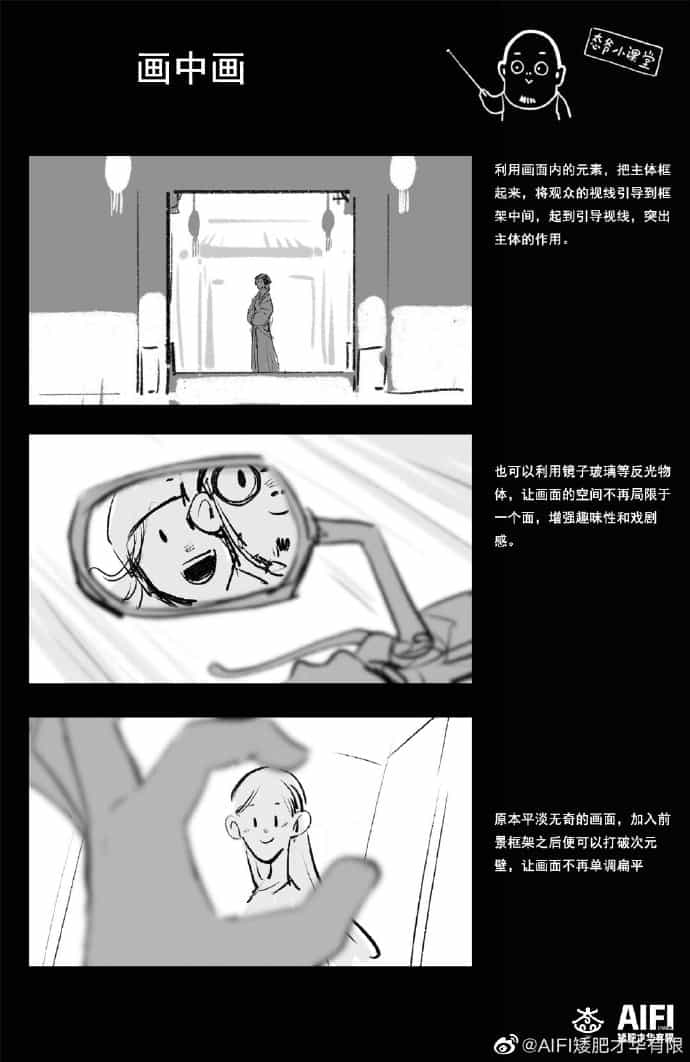 画中画
态爷小课堂
利用画面内的元素，把主体框
起来，将观众的视线引导到框
架中间，起到引导视线，突出
主体的作用。
也可以利用镜子玻璃等反光物
体，让画面的空间不再局限于
一个面，增强趣味性和戏剧
感。
原本平淡无奇的画面，加入前
景框架之后便可以打破次元
壁，让画面不再单调扁平
AIFI
矮肥才华有限
@AIFI矮肥才华有限